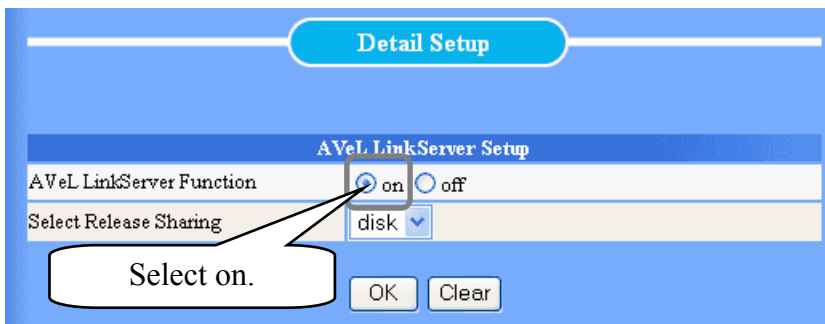 Detail Setup
AVeL LinkServer Setup
AVeL LinkServer Function on off
Select Release Sharing disk
Select on.
OK Clear